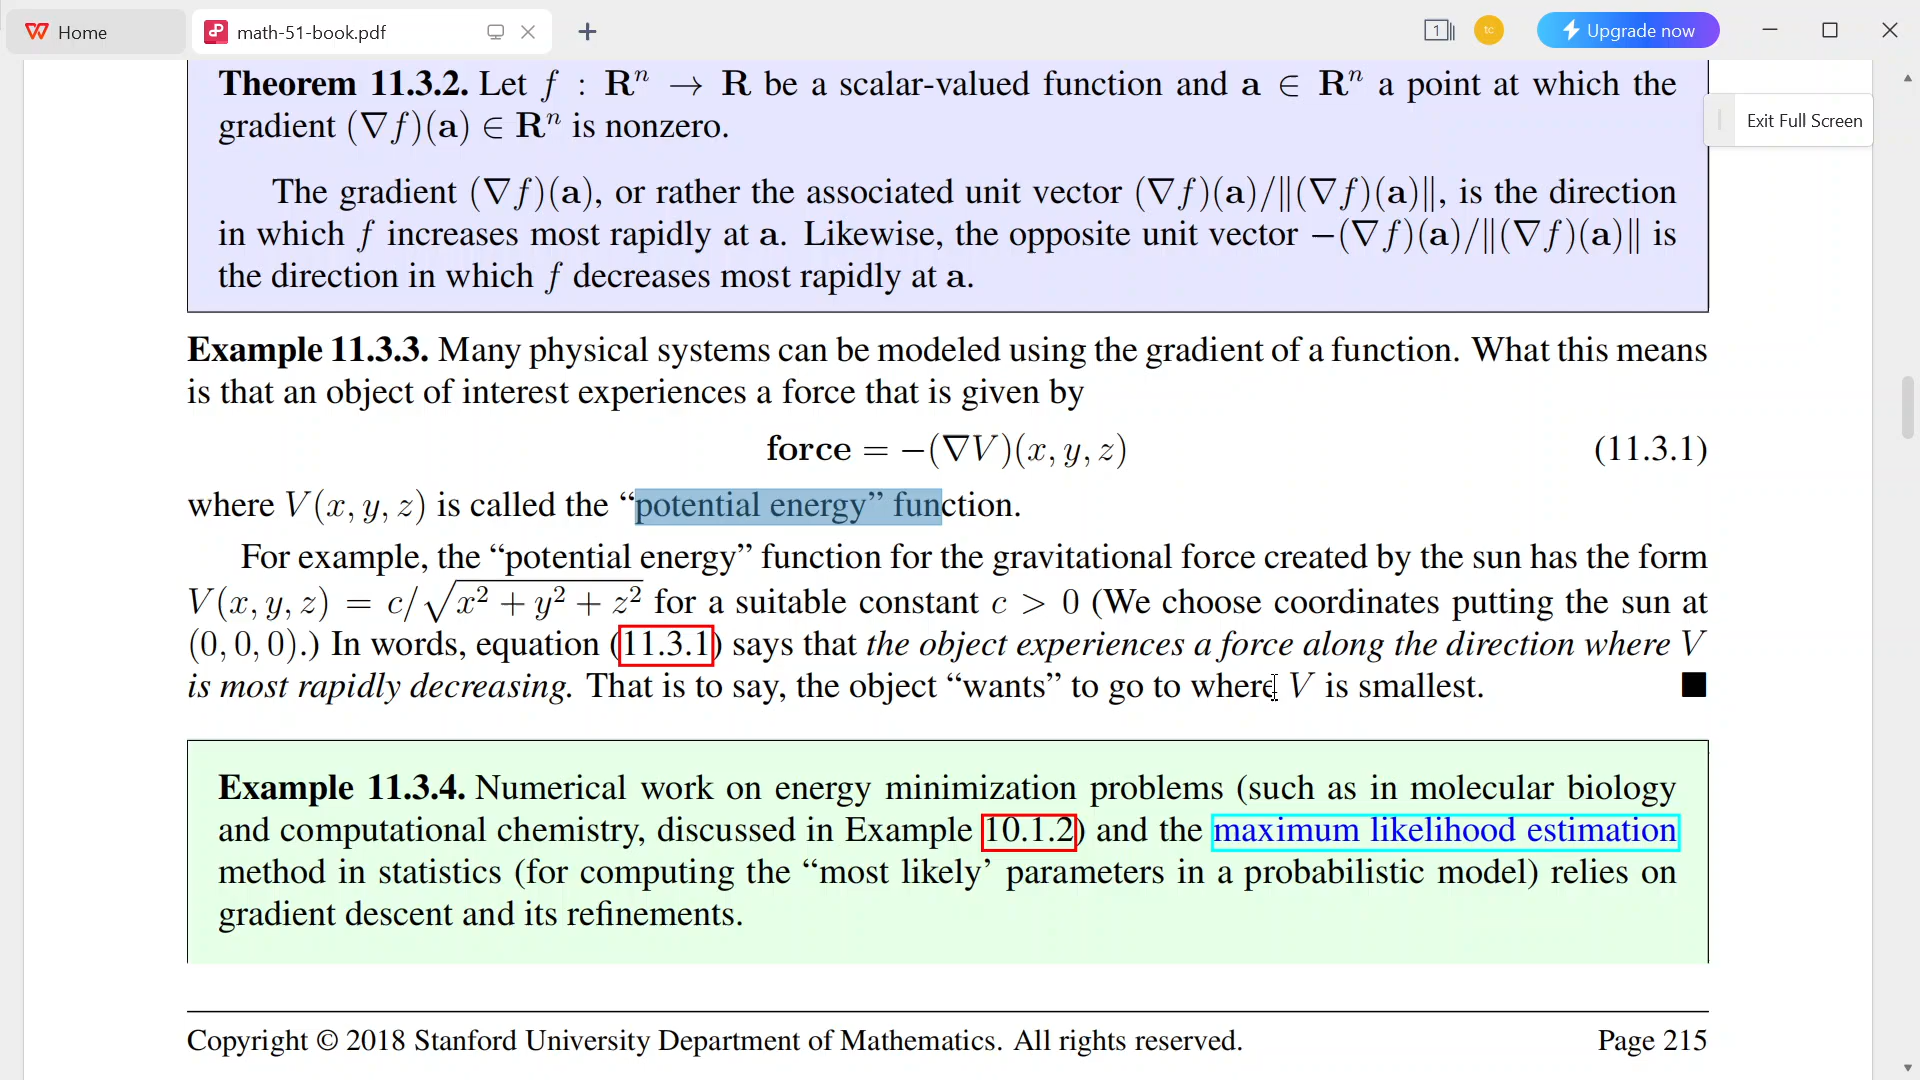 Home
math-51-book.pdf
1
tc
Upgrade now
Exit Full Screen
Theorem 11.3.2. Let f : Rⁿ → R be a scalar-valued function and a ∈ Rⁿ a point at which the
gradient (∇f)(a) ∈ Rⁿ is nonzero.
The gradient (∇f)(a), or rather the associated unit vector (∇f)(a)/‖(∇f)(a)‖, is the direction
in which f increases most rapidly at a. Likewise, the opposite unit vector −(∇f)(a)/‖(∇f)(a)‖ is
the direction in which f decreases most rapidly at a.
Example 11.3.3. Many physical systems can be modeled using the gradient of a function. What this means
is that an object of interest experiences a force that is given by
force = −(∇V)(x, y, z) (11.3.1)
where V(x, y, z) is called the “potential energy” function.
For example, the “potential energy” function for the gravitational force created by the sun has the form
V(x, y, z) = c/√(x² + y² + z²) for a suitable constant c > 0 (We choose coordinates putting the sun at
(0, 0, 0).) In words, equation (11.3.1) says that the object experiences a force along the direction where V
is most rapidly decreasing. That is to say, the object “wants” to go to where V is smallest.
Example 11.3.4. Numerical work on energy minimization problems (such as in molecular biology
and computational chemistry, discussed in Example 10.1.2) and the maximum likelihood estimation
method in statistics (for computing the “most likely’ parameters in a probabilistic model) relies on
gradient descent and its refinements.
Copyright © 2018 Stanford University Department of Mathematics. All rights reserved. Page 215